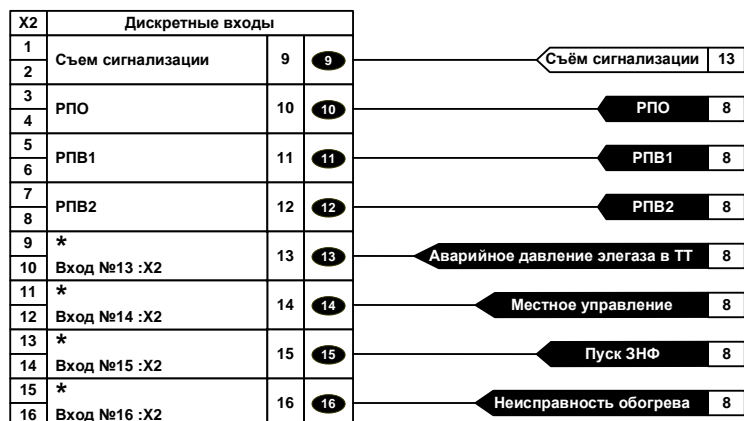 X2 Дискретные входы
1
2
Съем сигнализации 9 9 Съём сигнализации 13
3
4
РПО 10 10 РПО 8
5
6
РПВ1 11 11 РПВ1 8
7
8
РПВ2 12 12 РПВ2 8
9 *
10 Вход №13 :X2 13 13 Аварийное давление элегаза в ТТ 8
11 *
12 Вход №14 :X2 14 14 Местное управление 8
13 *
14 Вход №15 :X2 15 15 Пуск ЗНФ 8
15 *
16 Вход №16 :X2 16 16 Неисправность обогрева 8